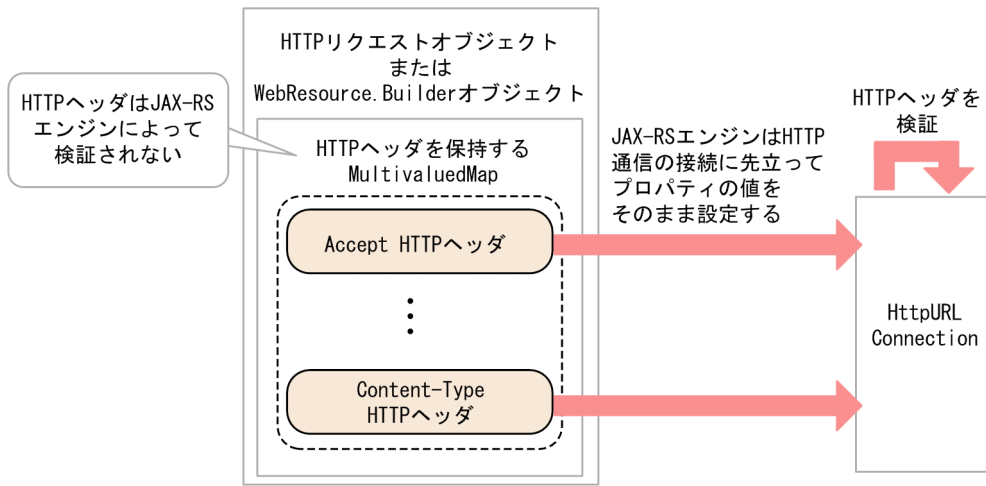 HTTPリクエストオブジェクト
または
WebResource.Builderオブジェクト
HTTPヘッダはJAX-RS
エンジンによって
検証されない
HTTPヘッダを保持する
MultivaluedMap
Accept HTTPヘッダ
Content-Type
HTTPヘッダ
JAX-RSエンジンはHTTP
通信の接続に先立って
プロパティの値を
そのまま設定する
HTTPヘッダを
検証
HttpURL
Connection